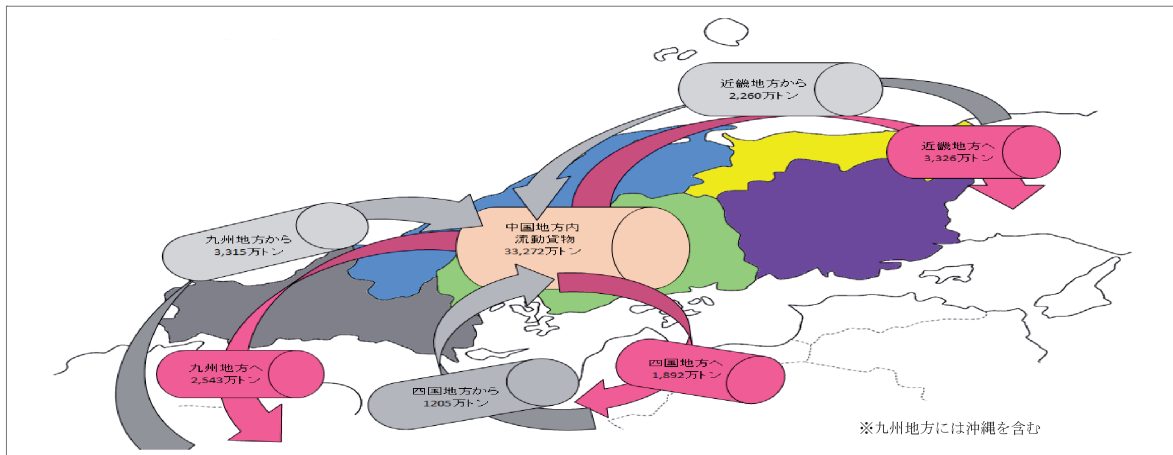 近畿地方から
2,260万トン
近畿地方へ
3,326万トン
九州地方から
3,315万トン
中国地方内
流動貨物
33,272万トン
九州地方へ
2,543万トン
四国地方から
1205万トン
四国地方へ
1,892万トン
※九州地方には沖縄を含む